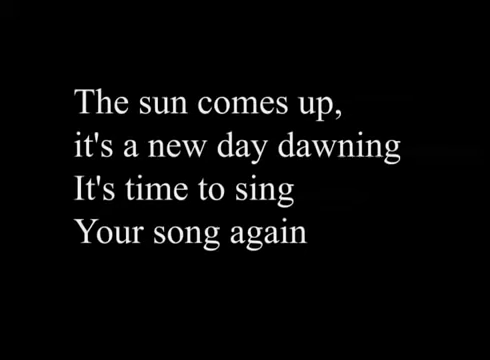 The sun comes up,
it's a new day dawning
It's time to sing
Your song again